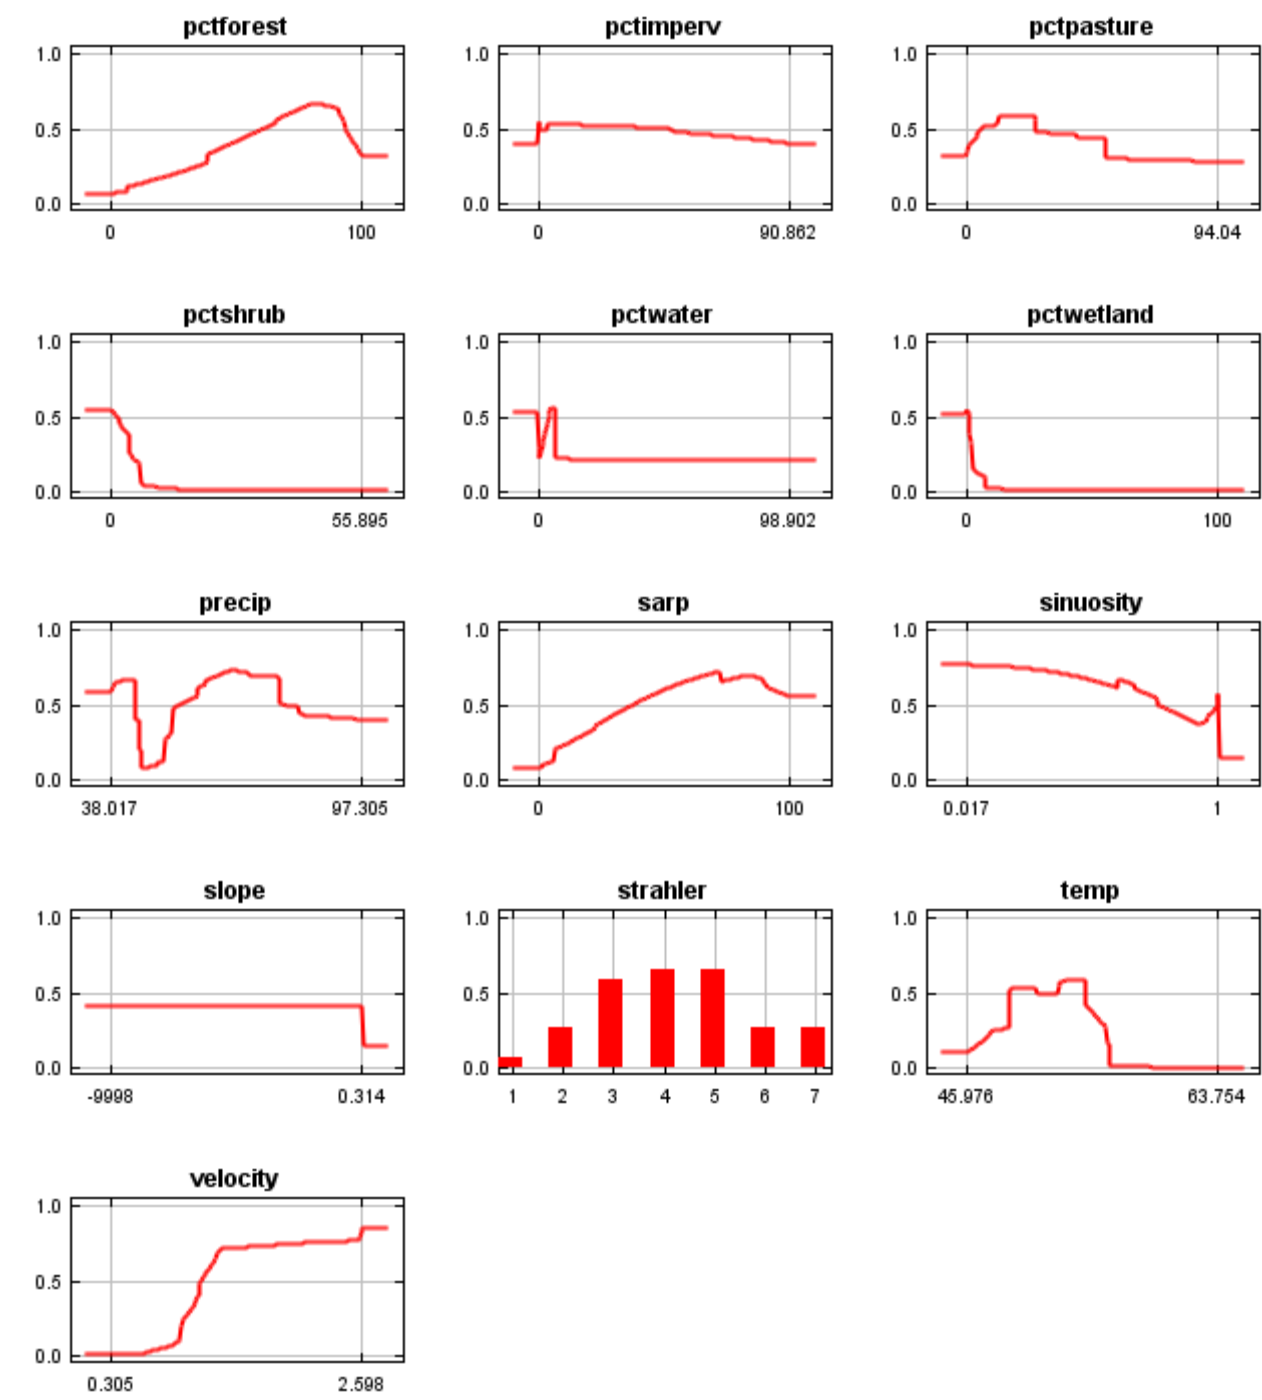 pctforest pctimperv pctpasture
1.0 1.0 1.0
0.5 0.5 0.5
0.0 0.0 0.0
0 100 0 90.862 0 94.04
pctshrub pctwater pctwetland
1.0 1.0 1.0
0.5 0.5 0.5
0.0 0.0 0.0
0 55.895 0 98.902 0 100
precip sarp sinuosity
1.0 1.0 1.0
0.5 0.5 0.5
0.0 0.0 0.0
38.017 97.305 0 100 0.017 1
slope strahler temp
1.0 1.0 1.0
0.5 0.5 0.5
0.0 0.0 0.0
-9998 0.314 1 2 3 4 5 6 7 45.976 63.754
velocity
1.0
0.5
0.0
0.305 2.598